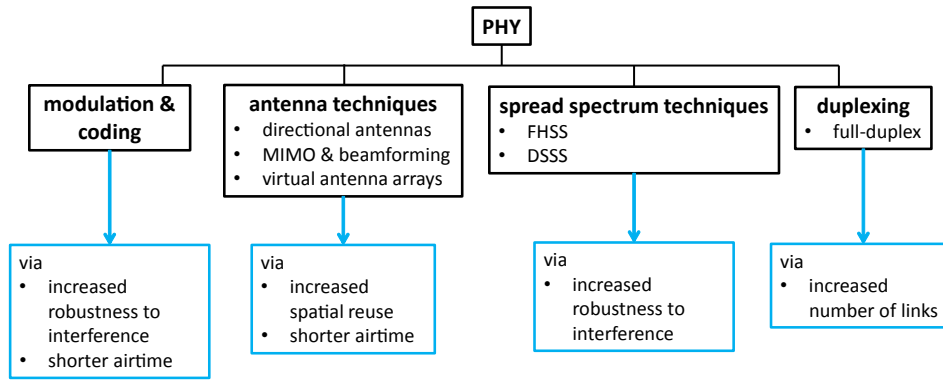 PHY
modulation &
coding
antenna techniques
• directional antennas
• MIMO & beamforming
• virtual antenna arrays
spread spectrum techniques
• FHSS
• DSSS
duplexing
• full-duplex
via
• increased
robustness to
interference
• shorter airtime
via
• increased
spatial reuse
• shorter airtime
via
• increased
robustness to
interference
via
• increased
number of links